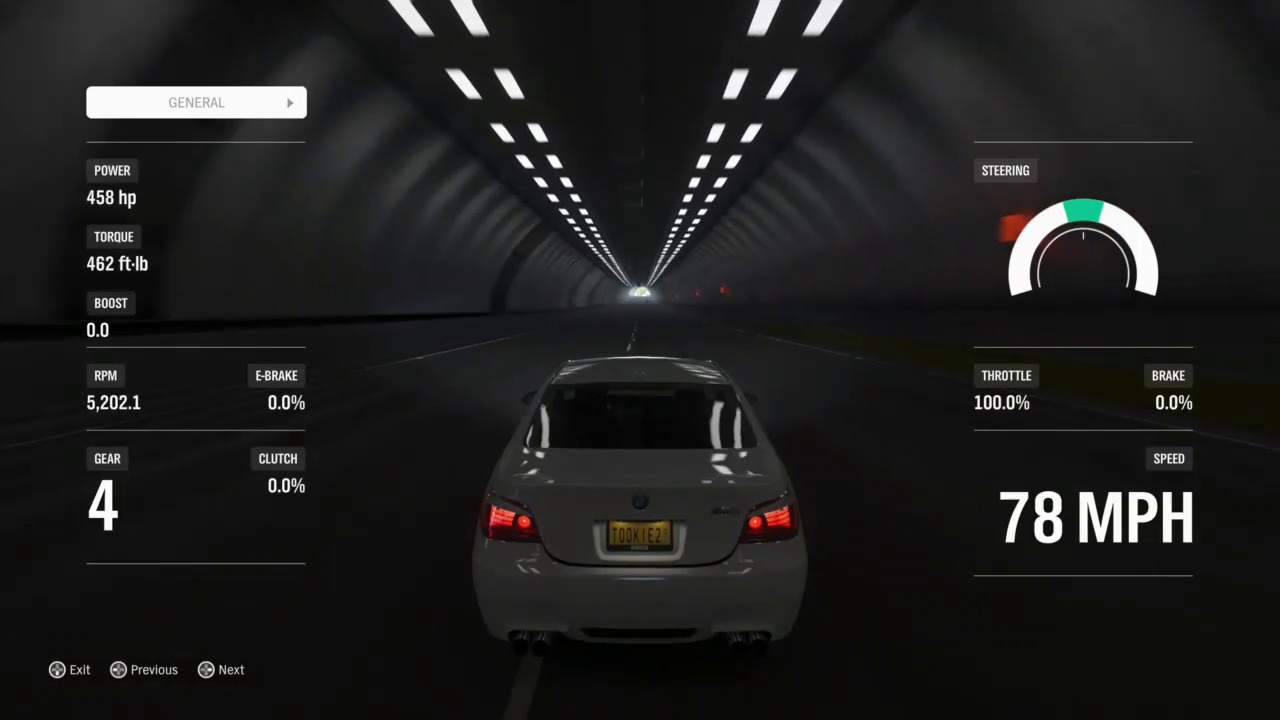 GENERAL
POWER
458 hp
TORQUE
462 ft·lb
BOOST
0.0
RPM
E-BRAKE
5,202.1
0.0%
GEAR
CLUTCH
4
0.0%
STEERING
THROTTLE
BRAKE
100.0%
0.0%
SPEED
78 MPH
TOOKIE2
Exit
Previous
Next